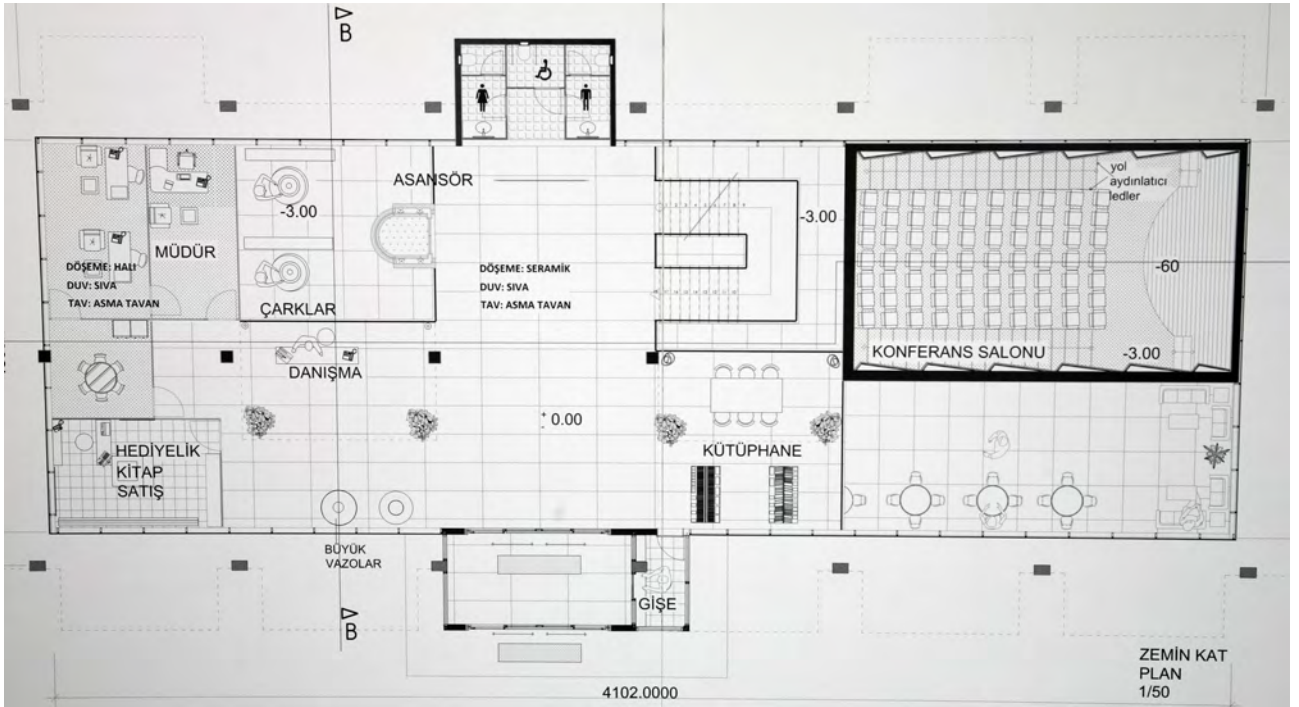 B
ASANSÖR
yol
aydınlatıcı
ledler
-3.00
-3.00
MÜDÜR
DÖŞEME: HALI
DUV: SIVA
TAV: ASMA TAVAN
DÖŞEME: SERAMİK
DUV: SIVA
TAV: ASMA TAVAN
-60
ÇARKLAR
KONFERANS SALONU
-3.00
DANIŞMA
0.00
HEDİYELİK
KİTAP
SATIŞ
KÜTÜPHANE
BÜYÜK
VAZOLAR
GİŞE
B
ZEMİN KAT
PLAN
1/50
4102.0000